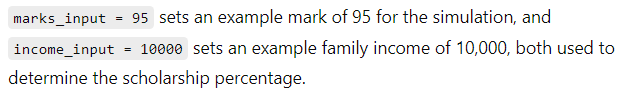 marks_input = 95 sets an example mark of 95 for the simulation, and
income_input = 10000 sets an example family income of 10,000, both used to
determine the scholarship percentage.